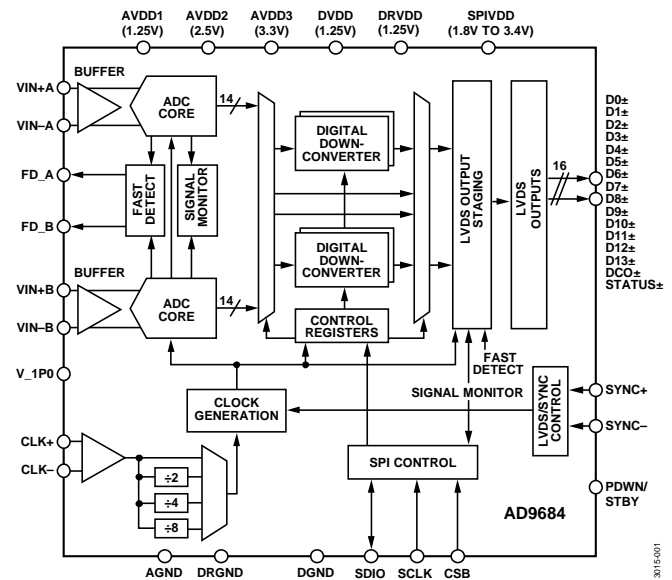 AVDD1 AVDD2 AVDD3 DVDD DRVDD SPIVDD
(1.25V) (2.5V) (3.3V) (1.25V) (1.25V) (1.8V TO 3.4V)
BUFFER
VIN+A
VIN–A
ADC
CORE
14
DIGITAL
DOWN-
CONVERTER
FD_A
FD_B
FAST
DETECT
SIGNAL
MONITOR
LVDS OUTPUT
STAGING
LVDS
OUTPUTS
16
D0±
D1±
D2±
D3±
D4±
D5±
D6±
D7±
D8±
D9±
D10±
D11±
D12±
D13±
DCO±
STATUS±
DIGITAL
DOWN-
CONVERTER
BUFFER
VIN+B
VIN–B
ADC
CORE
14
CONTROL
REGISTERS
FAST
DETECT
V_1P0
CLOCK
GENERATION
SIGNAL MONITOR
LVDS/SYNC
CONTROL
SYNC+
SYNC–
CLK+
CLK–
÷2
÷4
÷8
SPI CONTROL
PDWN/
STBY
AD9684
AGND DRGND DGND SDIO SCLK CSB
3015-001